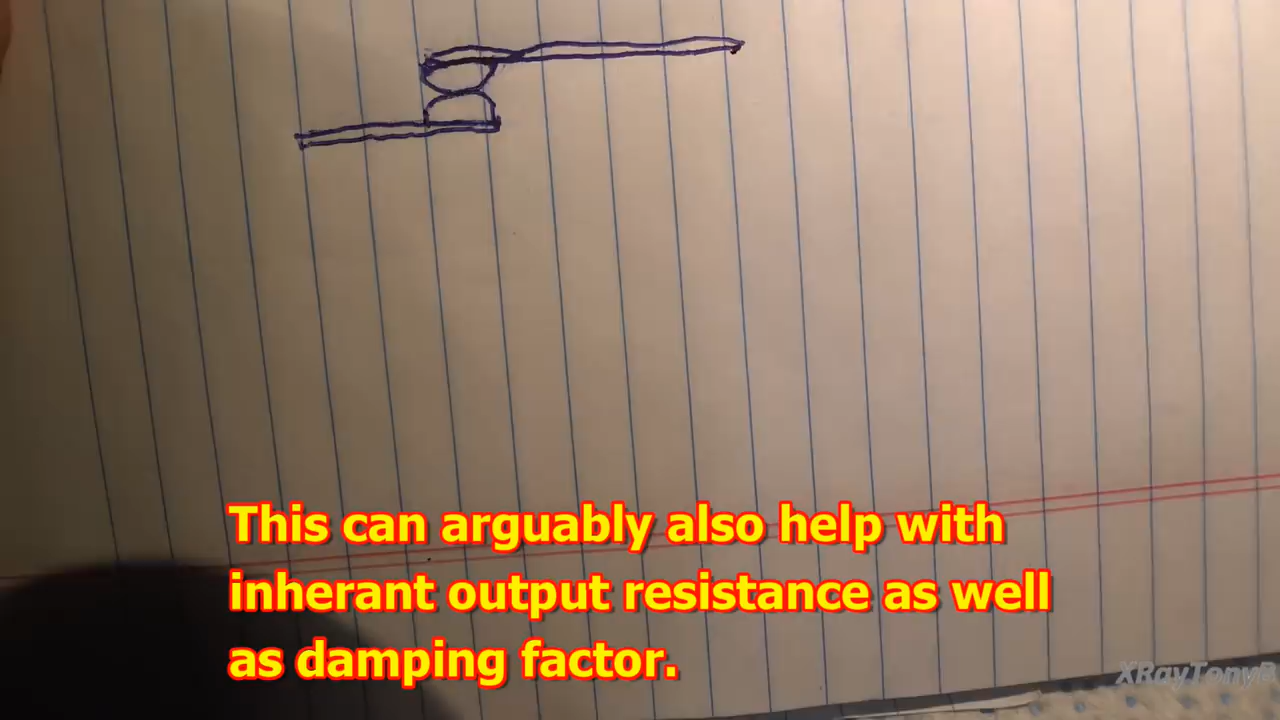 This can arguably also help with
inherant output resistance as well
as damping factor.
XRayTonyB